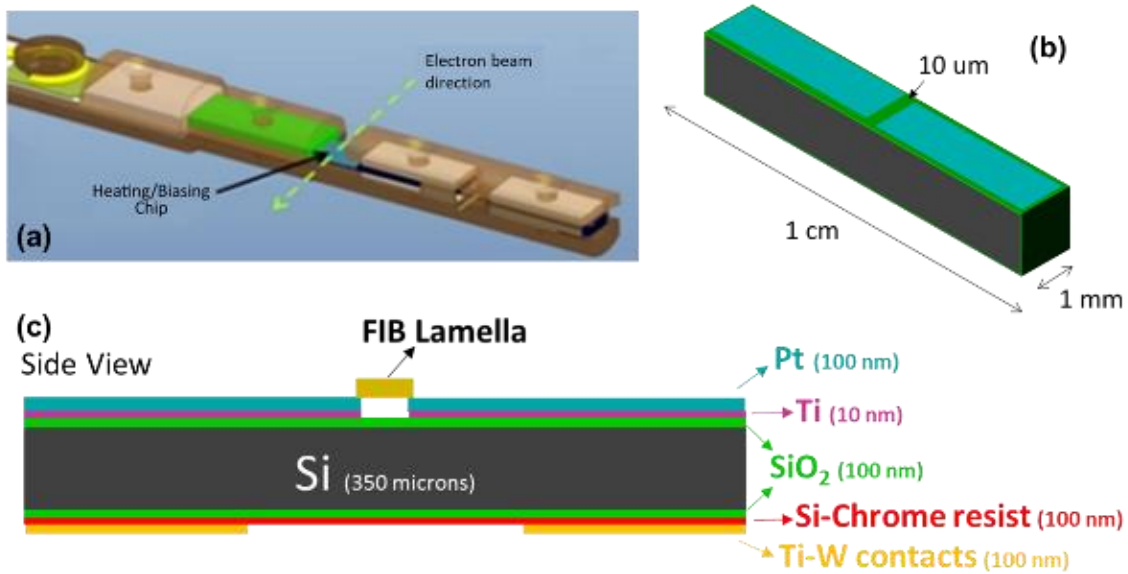 Electron beam
direction
Heating/Biasing
Chip
(a)
(b)
10 um
1 cm
1 mm
(c)
Side View
FIB Lamella
Pt (100 nm)
Ti (10 nm)
Si (350 microns)
SiO₂ (100 nm)
Si-Chrome resist (100 nm)
Ti-W contacts (100 nm)